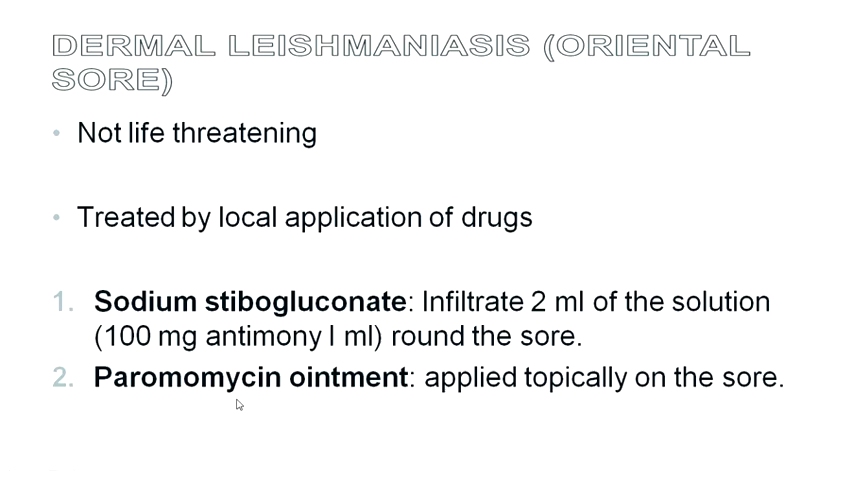 DERMAL LEISHMANIASIS (ORIENTAL
SORE)
• Not life threatening
• Treated by local application of drugs
1. Sodium stibogluconate: Infiltrate 2 ml of the solution
(100 mg antimony l ml) round the sore.
2. Paromomycin ointment: applied topically on the sore.